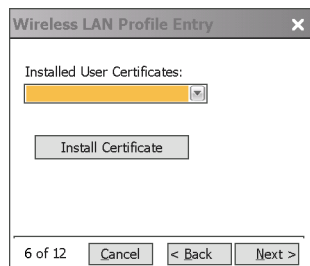 Wireless LAN Profile Entry
Installed User Certificates:
Install Certificate
6 of 12 Cancel < Back Next >